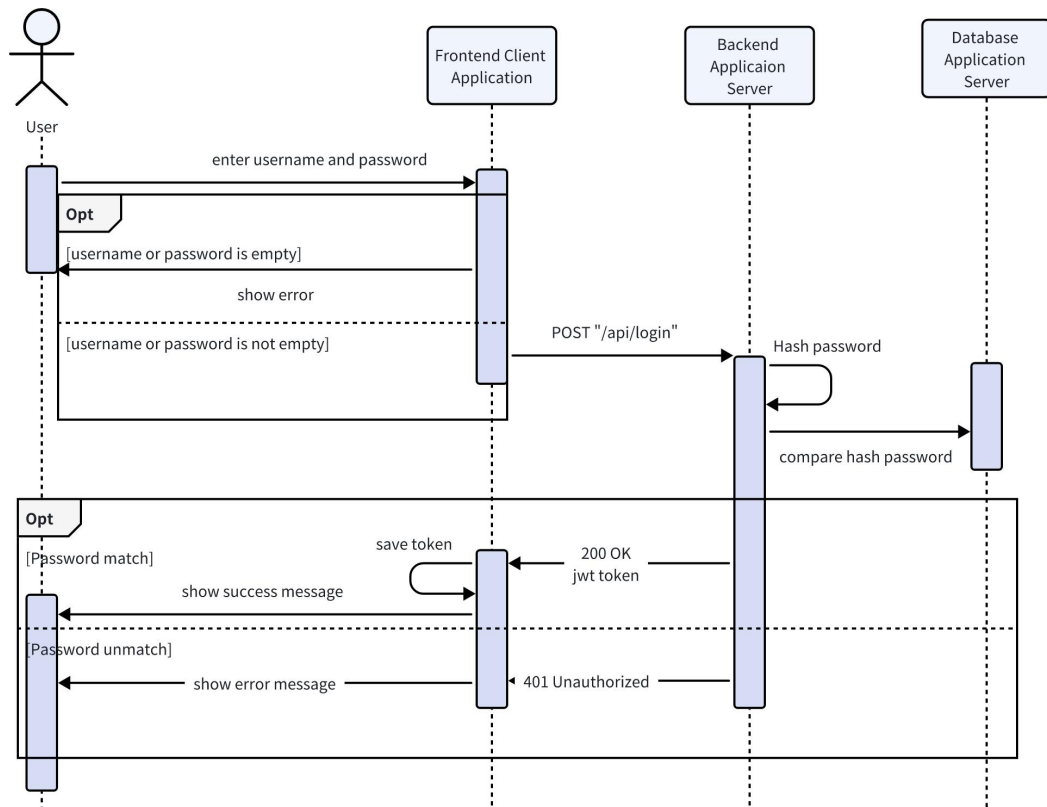 Frontend Client
Application
Backend
Applicaion
Server
Database
Application
Server
User
enter username and password
Opt
[username or password is empty]
show error
[username or password is not empty]
POST "/api/login"
Hash password
compare hash password
Opt
[Password match]
save token
200 OK
jwt token
show success message
[Password unmatch]
show error message
401 Unauthorized